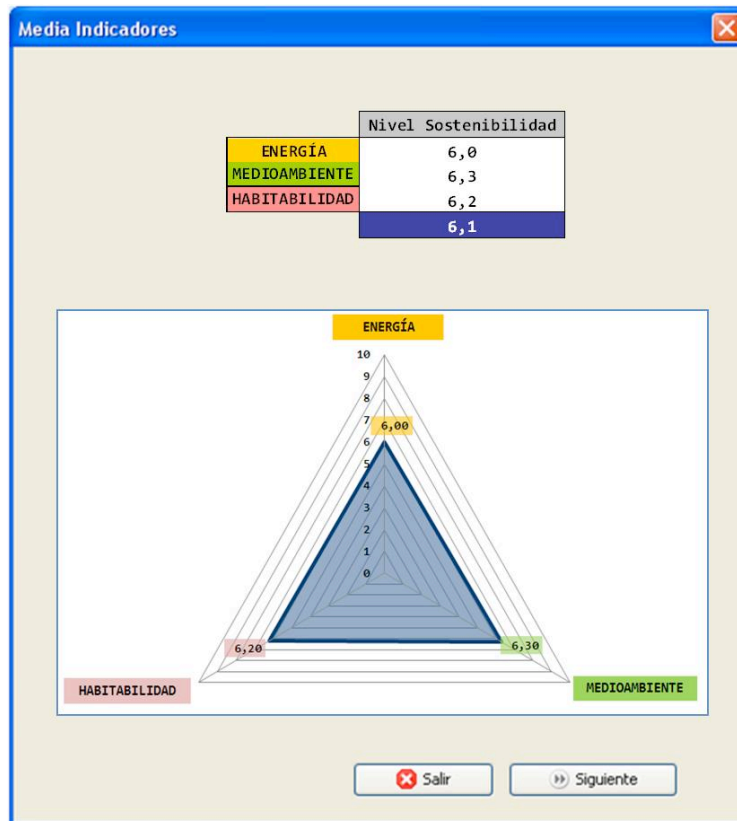 Media Indicadores
Nivel Sostenibilidad
ENERGÍA 6,0
MEDIOAMBIENTE 6,3
HABITABILIDAD 6,2
6,1
ENERGÍA
10
9
8
7
6,00
6
5
4
3
2
1
0
6,20
6,30
HABITABILIDAD
MEDIOAMBIENTE
Salir
Siguiente